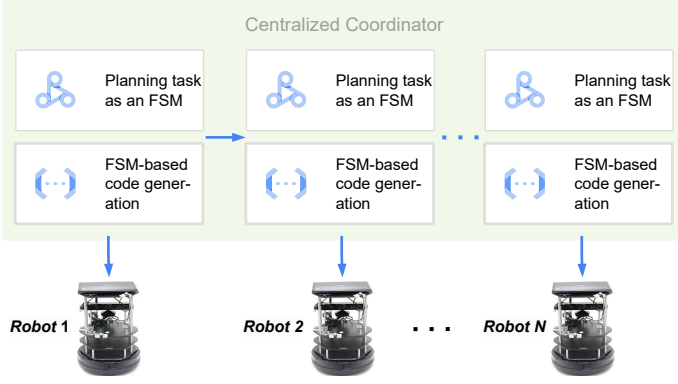 Centralized Coordinator
Planning task
as an FSM
FSM-based
code gener-
ation
Planning task
as an FSM
FSM-based
code gener-
ation
. . .
Planning task
as an FSM
FSM-based
code gener-
ation
Robot 1
Robot 2
. . .
Robot N